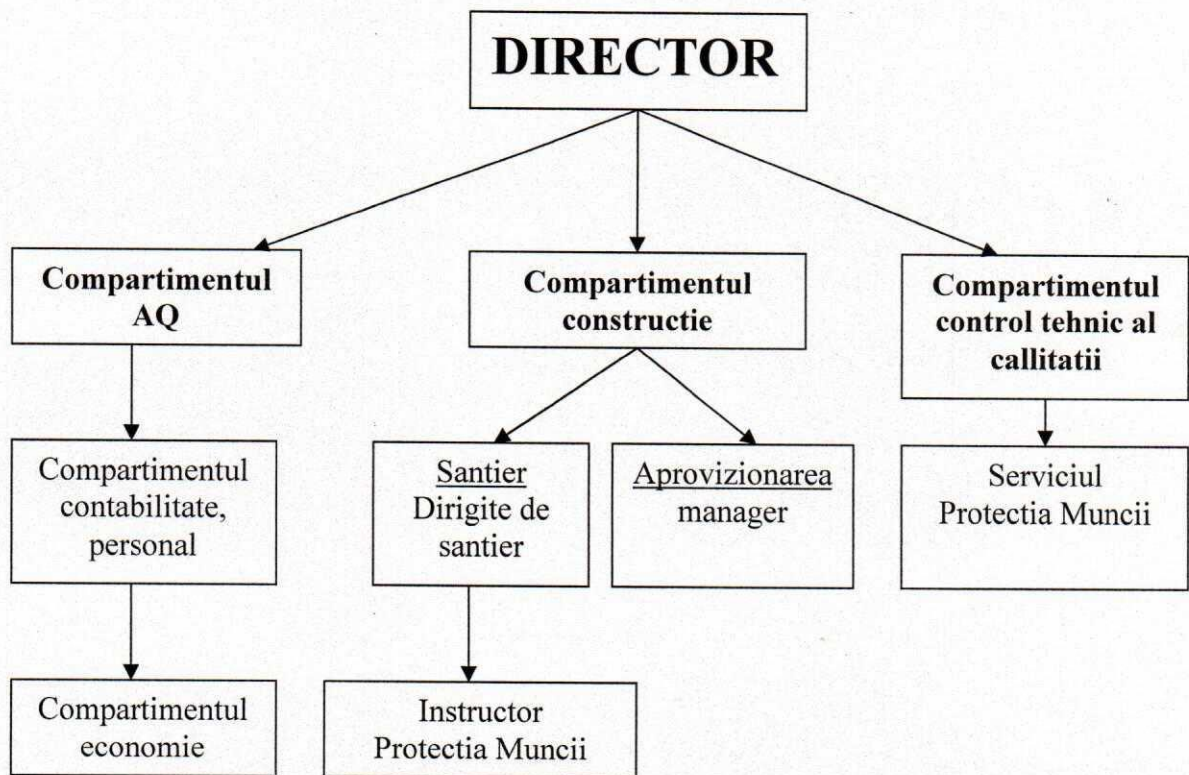 DIRECTOR
Compartimentul
AQ
Compartimentul
constructie
Compartimentul
control tehnic al
callitatii
Compartimentul
contabilitate,
personal
Santier
Dirigite de
santier
Aprovizionarea
manager
Serviciul
Protectia Muncii
Compartimentul
economie
Instructor
Protectia Muncii